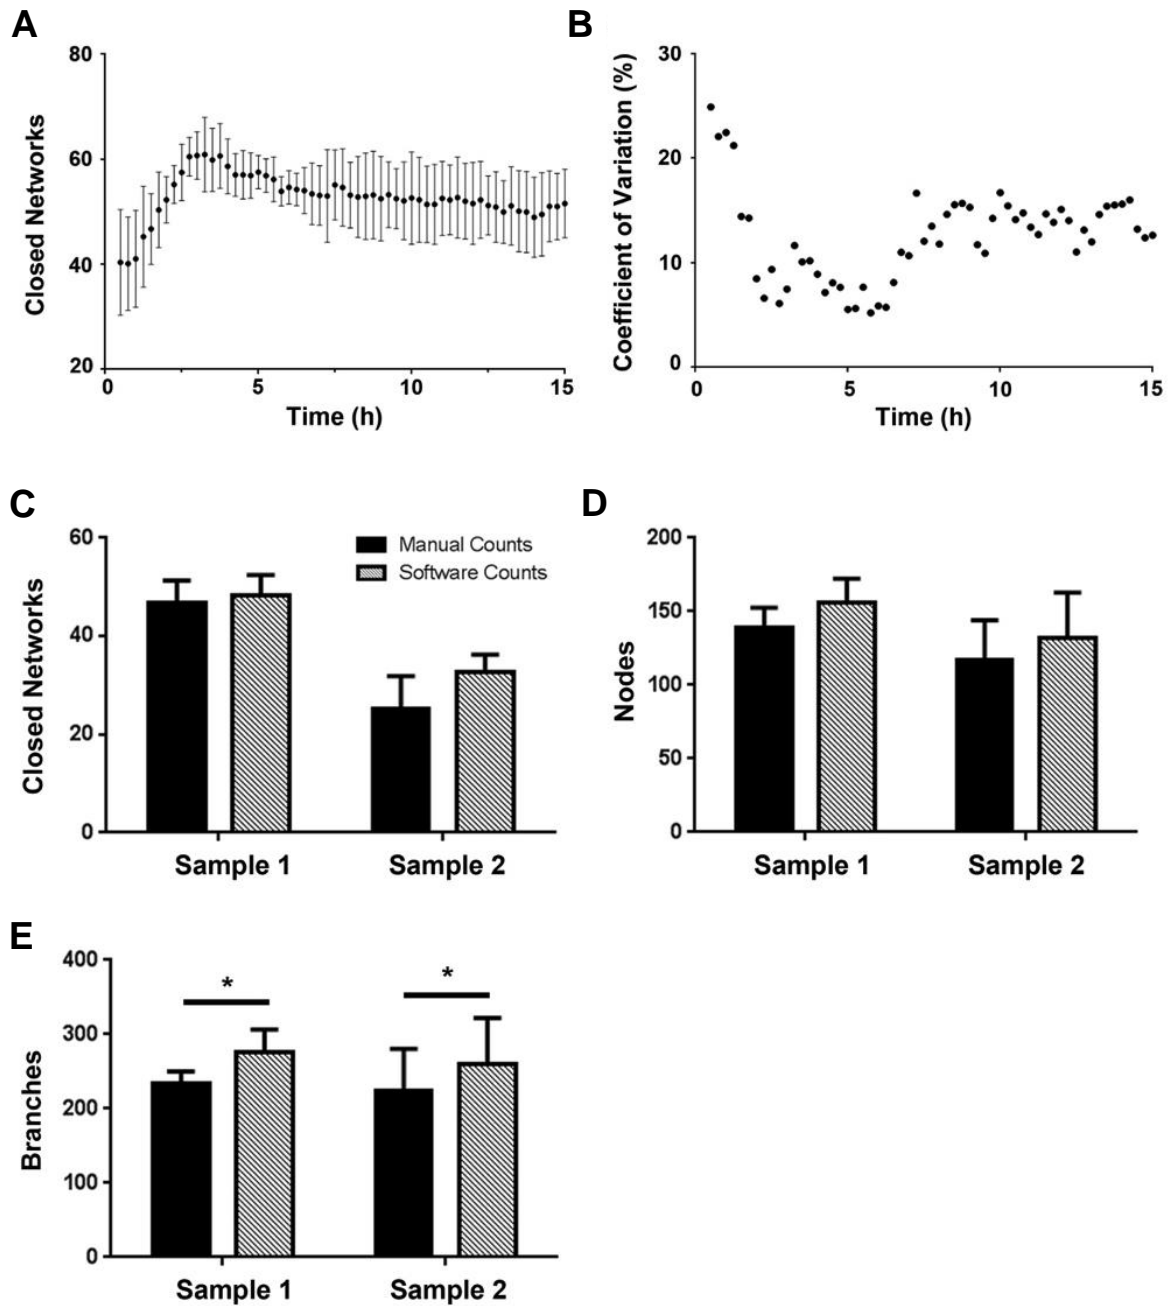 A
80
60
40
20
Closed Networks
0
5
10
15
Time (h)
B
30
20
10
0
Coefficient of Variation (%)
0
5
10
15
Time (h)
C
60
40
20
0
Closed Networks
Manual Counts
Software Counts
Sample 1
Sample 2
D
200
150
100
50
0
Nodes
Sample 1
Sample 2
E
400
300
200
100
0
Branches
*
*
Sample 1
Sample 2